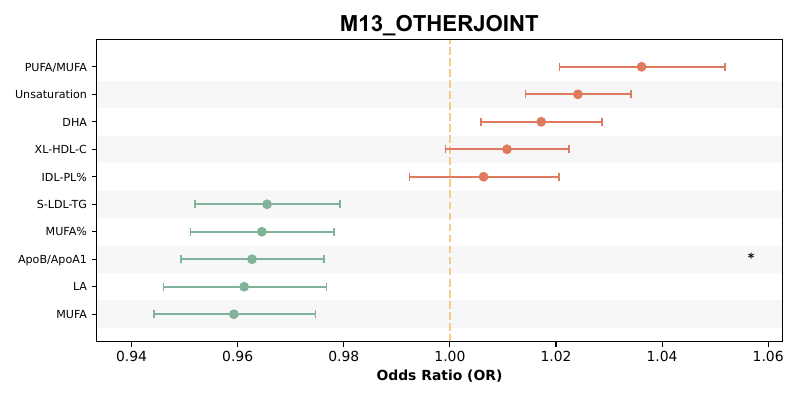 M13_OTHERJOINT
PUFA/MUFA
Unsaturation
DHA
XL-HDL-C
IDL-PL%
S-LDL-TG
MUFA%
ApoB/ApoA1 *
LA
MUFA
0.94 0.96 0.98 1.00 1.02 1.04 1.06
Odds Ratio (OR)